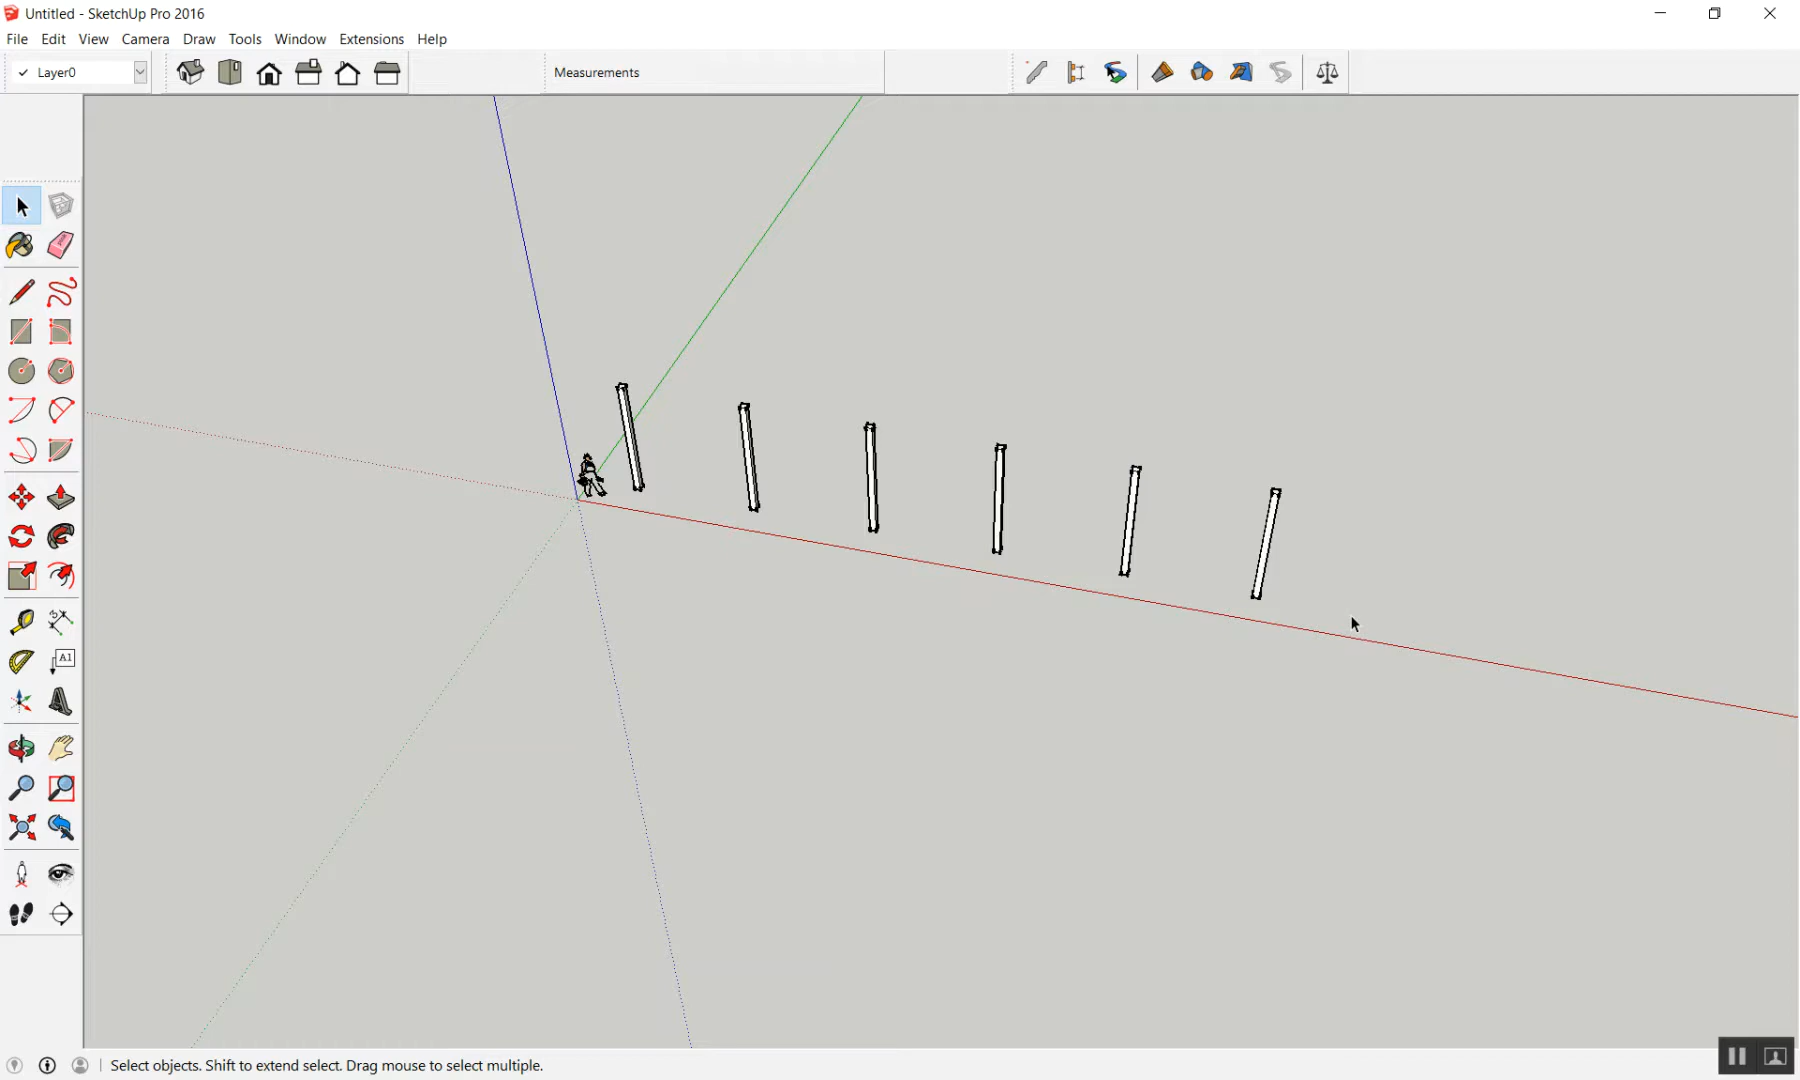 Untitled - SketchUp Pro 2016
File Edit View Camera Draw Tools Window Extensions Help
Layer0
Measurements
A1
Select objects. Shift to extend select. Drag mouse to select multiple.